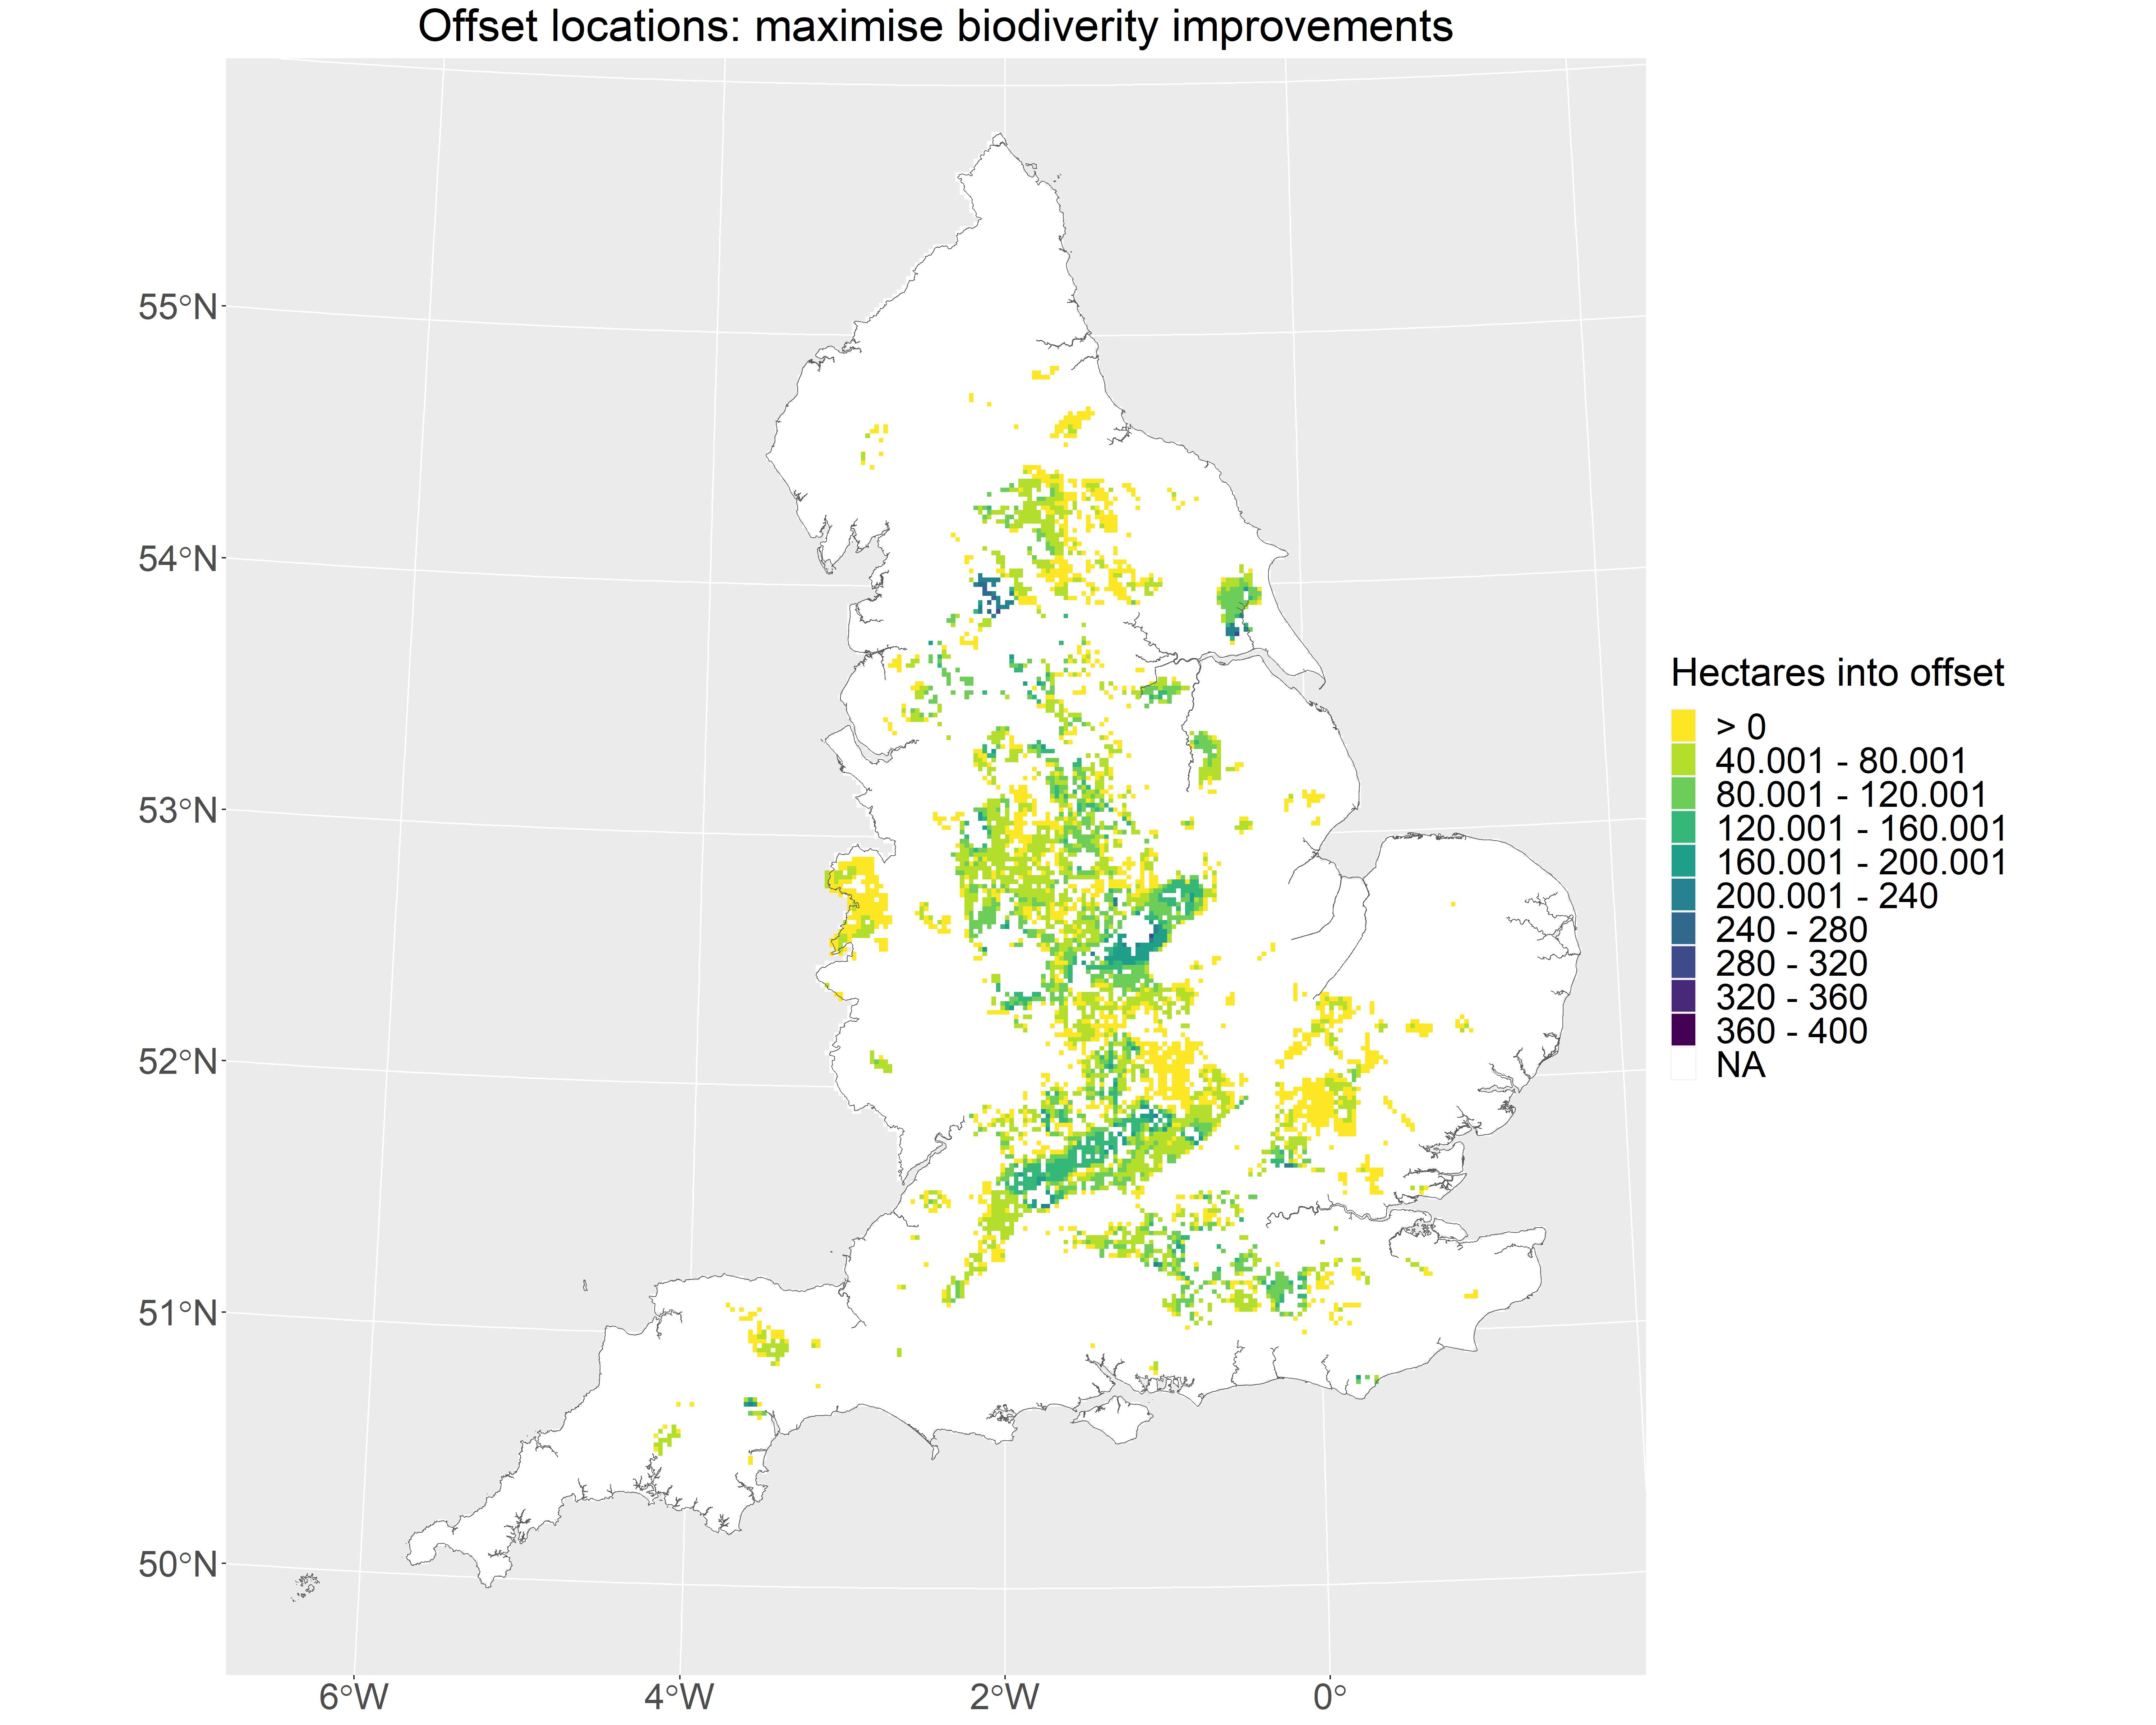 Offset locations: maximise biodiverity improvements
55°N
54°N
53°N
52°N
51°N
50°N
6°W
4°W
2°W
0°
Hectares into offset
> 0
40.001 - 80.001
80.001 - 120.001
120.001 - 160.001
160.001 - 200.001
200.001 - 240
240 - 280
280 - 320
320 - 360
360 - 400
NA